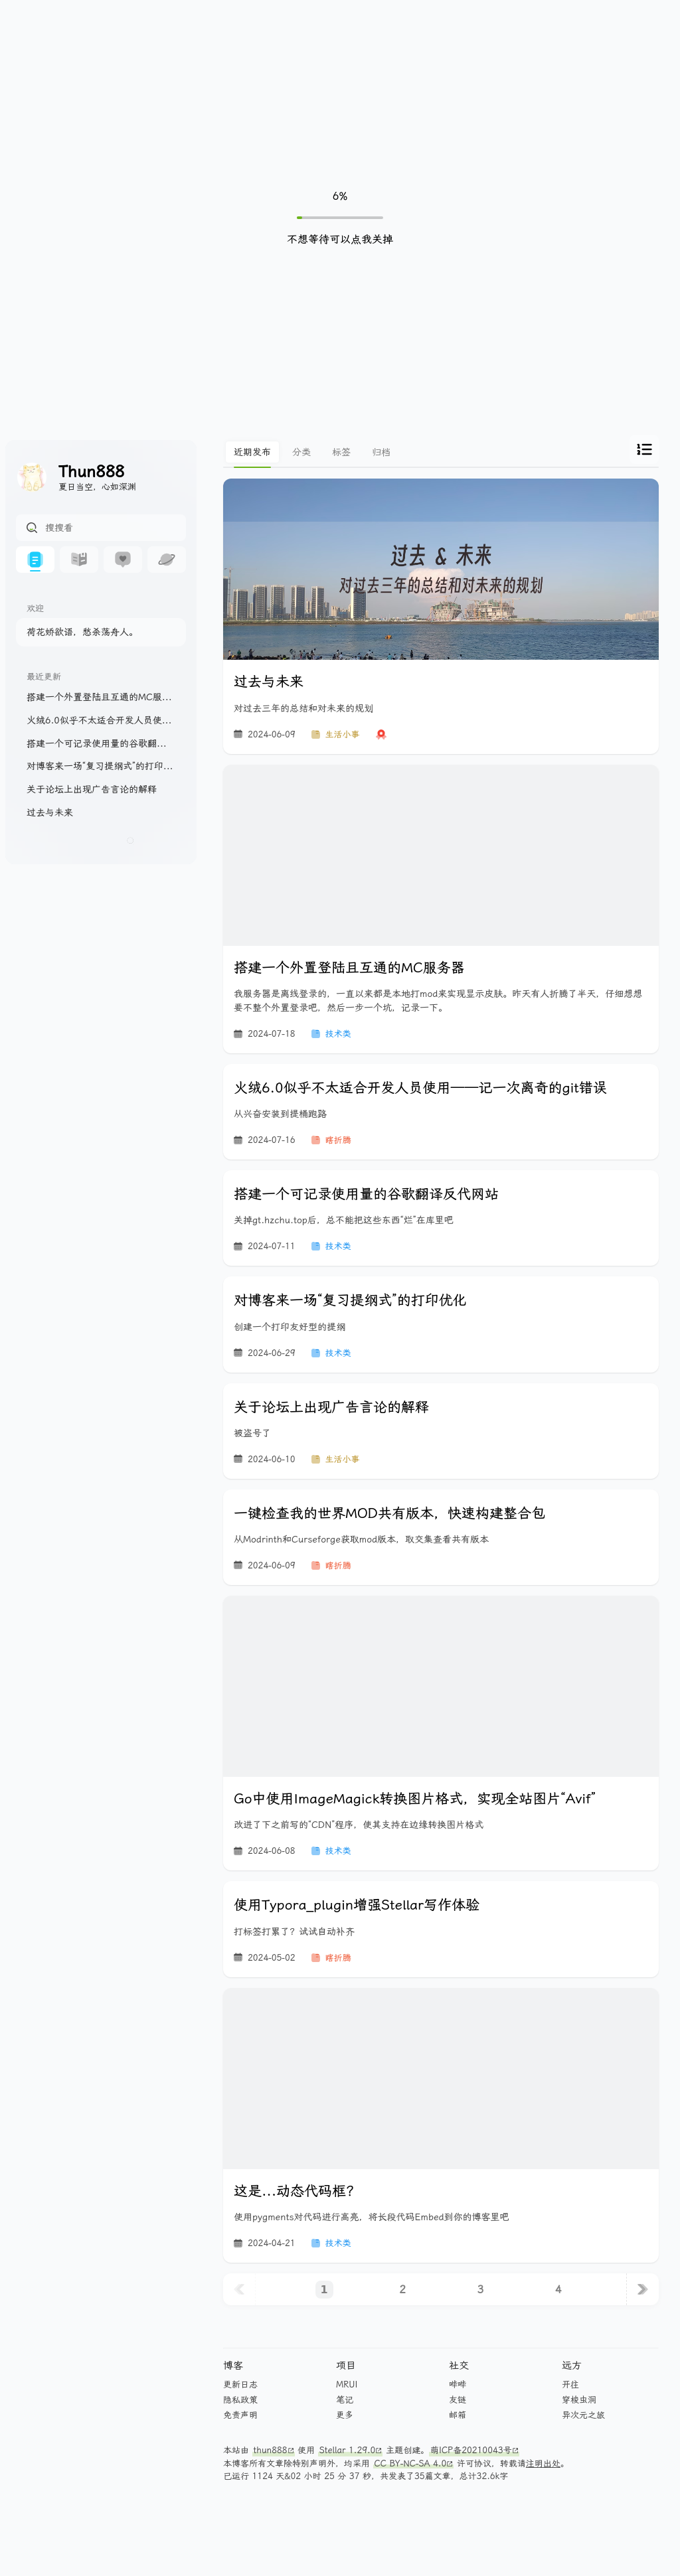 6%
不想等待可以点我关掉
Thun888
夏日当空，心如深渊
搜搜看
欢迎
荷花娇欲语，愁杀荡舟人。
最近更新
搭建一个外置登陆且互通的MC服...
火绒6.0似乎不太适合开发人员使...
搭建一个可记录使用量的谷歌翻...
对博客来一场“复习提纲式”的打印...
关于论坛上出现广告言论的解释
过去与未来
近期发布 分类 标签 归档
过去 & 未来
对过去三年的总结和对未来的规划
过去与未来
对过去三年的总结和对未来的规划
2024-06-09 生活小事
搭建一个外置登陆且互通的MC服务器
我服务器是离线登录的，一直以来都是本地打mod来实现显示皮肤。昨天有人折腾了半天，仔细想想
要不整个外置登录吧，然后一步一个坑，记录一下。
2024-07-18 技术类
火绒6.0似乎不太适合开发人员使用——记一次离奇的git错误
从兴奋安装到提桶跑路
2024-07-16 瞎折腾
搭建一个可记录使用量的谷歌翻译反代网站
关掉gt.hzchu.top后，总不能把这些东西“烂”在库里吧
2024-07-11 技术类
对博客来一场“复习提纲式”的打印优化
创建一个打印友好型的提纲
2024-06-29 技术类
关于论坛上出现广告言论的解释
被盗号了
2024-06-10 生活小事
一键检查我的世界MOD共有版本，快速构建整合包
从Modrinth和Curseforge获取mod版本，取交集查看共有版本
2024-06-09 瞎折腾
Go中使用ImageMagick转换图片格式，实现全站图片“Avif”
改进了下之前写的“CDN”程序，使其支持在边缘转换图片格式
2024-06-08 技术类
使用Typora_plugin增强Stellar写作体验
打标签打累了？试试自动补齐
2024-05-02 瞎折腾
这是...动态代码框？
使用pygments对代码进行高亮，将长段代码Embed到你的博客里吧
2024-04-21 技术类
1 2 3 4
博客 项目 社交 远方
更新日志 MRUI 哔哔 开往
隐私政策 笔记 友链 穿梭虫洞
免责声明 更多 邮箱 异次元之旅
本站由 thun888 使用 Stellar 1.29.0 主题创建。萌ICP备20210043号
本博客所有文章除特别声明外，均采用 CC BY-NC-SA 4.0 许可协议，转载请注明出处。
已运行 1124 天&02 小时 25 分 37 秒，共发表了35篇文章，总计32.6k字